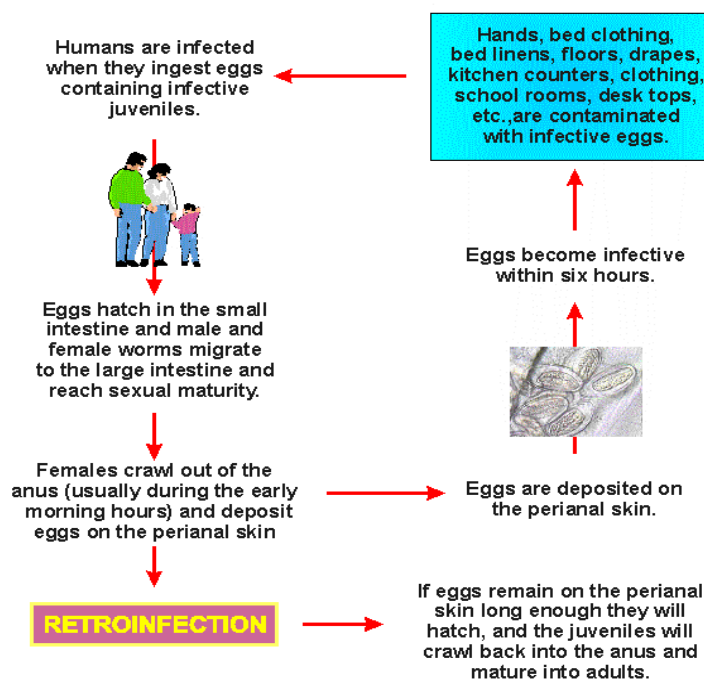 Humans are infected
when they ingest eggs
containing infective
juveniles.
Hands, bed clothing,
bed linens, floors, drapes,
kitchen counters, clothing,
school rooms, desk tops,
etc.,are contaminated
with infective eggs.
Eggs become infective
within six hours.
Eggs hatch in the small
intestine and male and
female worms migrate
to the large intestine and
reach sexual maturity.
Females crawl out of the
anus (usually during the early
morning hours) and deposit
eggs on the perianal skin
Eggs are deposited on
the perianal skin.
RETROINFECTION
If eggs remain on the perianal
skin long enough they will
hatch, and the juveniles will
crawl back into the anus and
mature into adults.